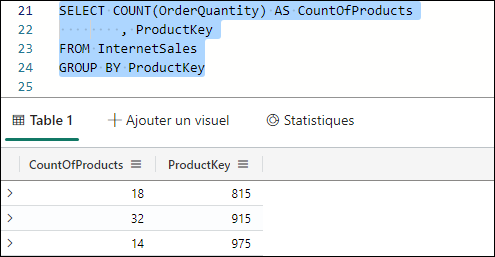 21 SELECT COUNT(OrderQuantity) AS CountOfProducts
22 , ProductKey
23 FROM InternetSales
24 GROUP BY ProductKey
25
Table 1 Ajouter un visuel Statistiques
CountOfProducts ProductKey
18 815
32 915
14 975